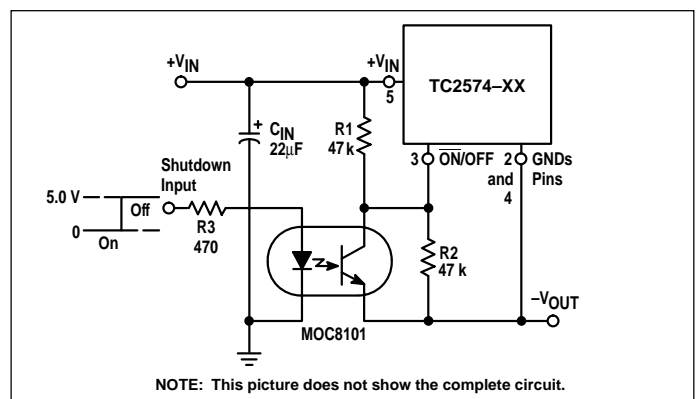 +VIN
+VIN
5
TC2574–XX
+
CIN
22µF
R1
47 k
3
ON/OFF
2
and
4
GNDs
Pins
Shutdown
Input
5.0 V
Off
0
On
R3
470
R2
47 k
–VOUT
MOC8101
NOTE: This picture does not show the complete circuit.